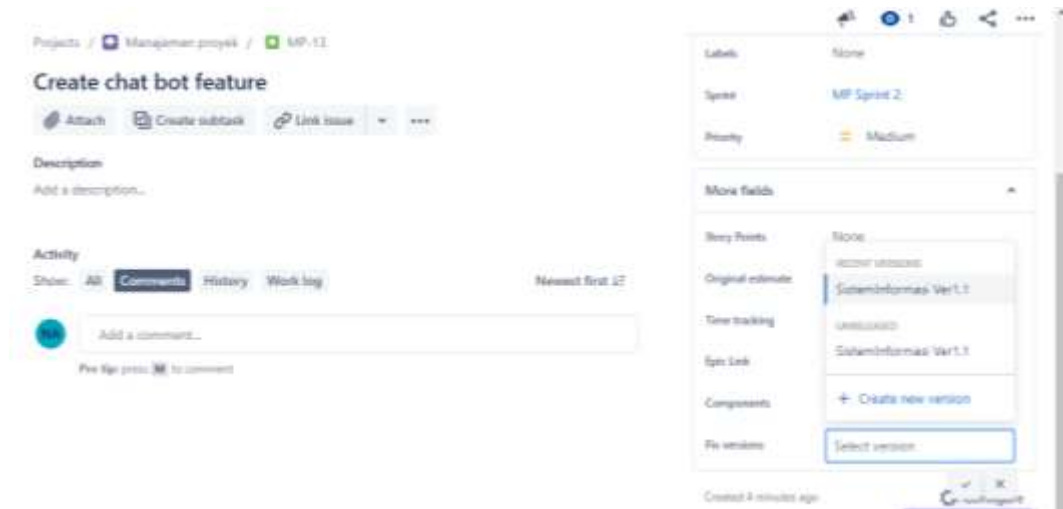 Projects / Manajemen proyek / MP-13
Create chat bot feature
Attach Create subtask Link issue
Description
Add a description...
Activity
Show: All Comments History Work log Newest first
NA Add a comment...
Pro tip: press M to comment
1
Labels None
Sprint MP Sprint 2
Priority Medium
More fields
Story Points None
Original estimate
Time tracking
Epic Link
Components
Fix versions
RECENT VERSIONS
SistemInformasi Ver1.1
UNRELEASED
SistemInformasi Ver1.1
+ Create new version
Select version
Created 4 minutes ago